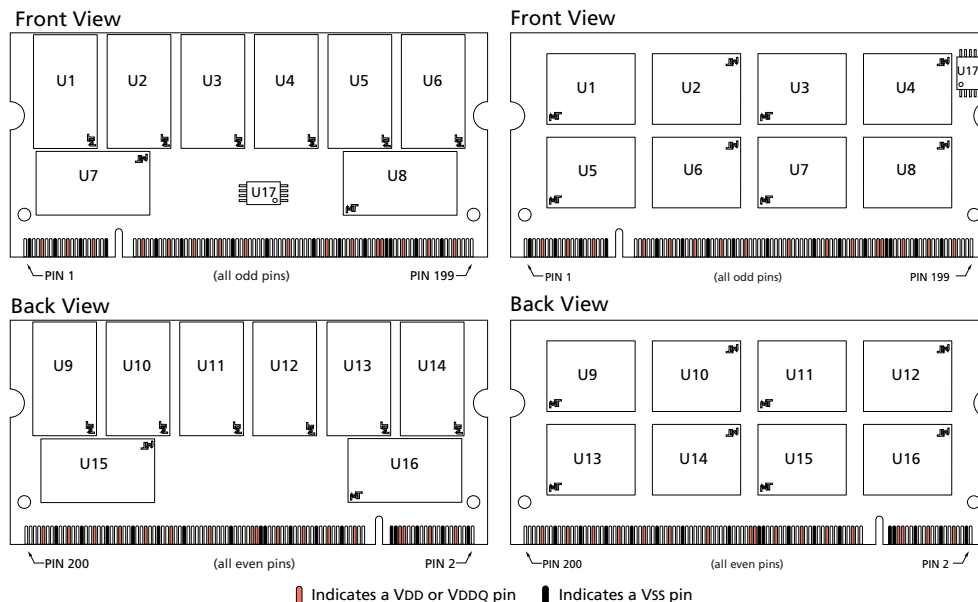 Front View
U1 U2 U3 U4 U5 U6
U7 U17 U8
PIN 1 (all odd pins) PIN 199
Back View
U9 U10 U11 U12 U13 U14
U15 U16
PIN 200 (all even pins) PIN 2
Front View
U1 U2 U3 U4 U17
U5 U6 U7 U8
PIN 1 (all odd pins) PIN 199
Back View
U9 U10 U11 U12
U13 U14 U15 U16
PIN 200 (all even pins) PIN 2
Indicates a VDD or VDDQ pin Indicates a VSS pin